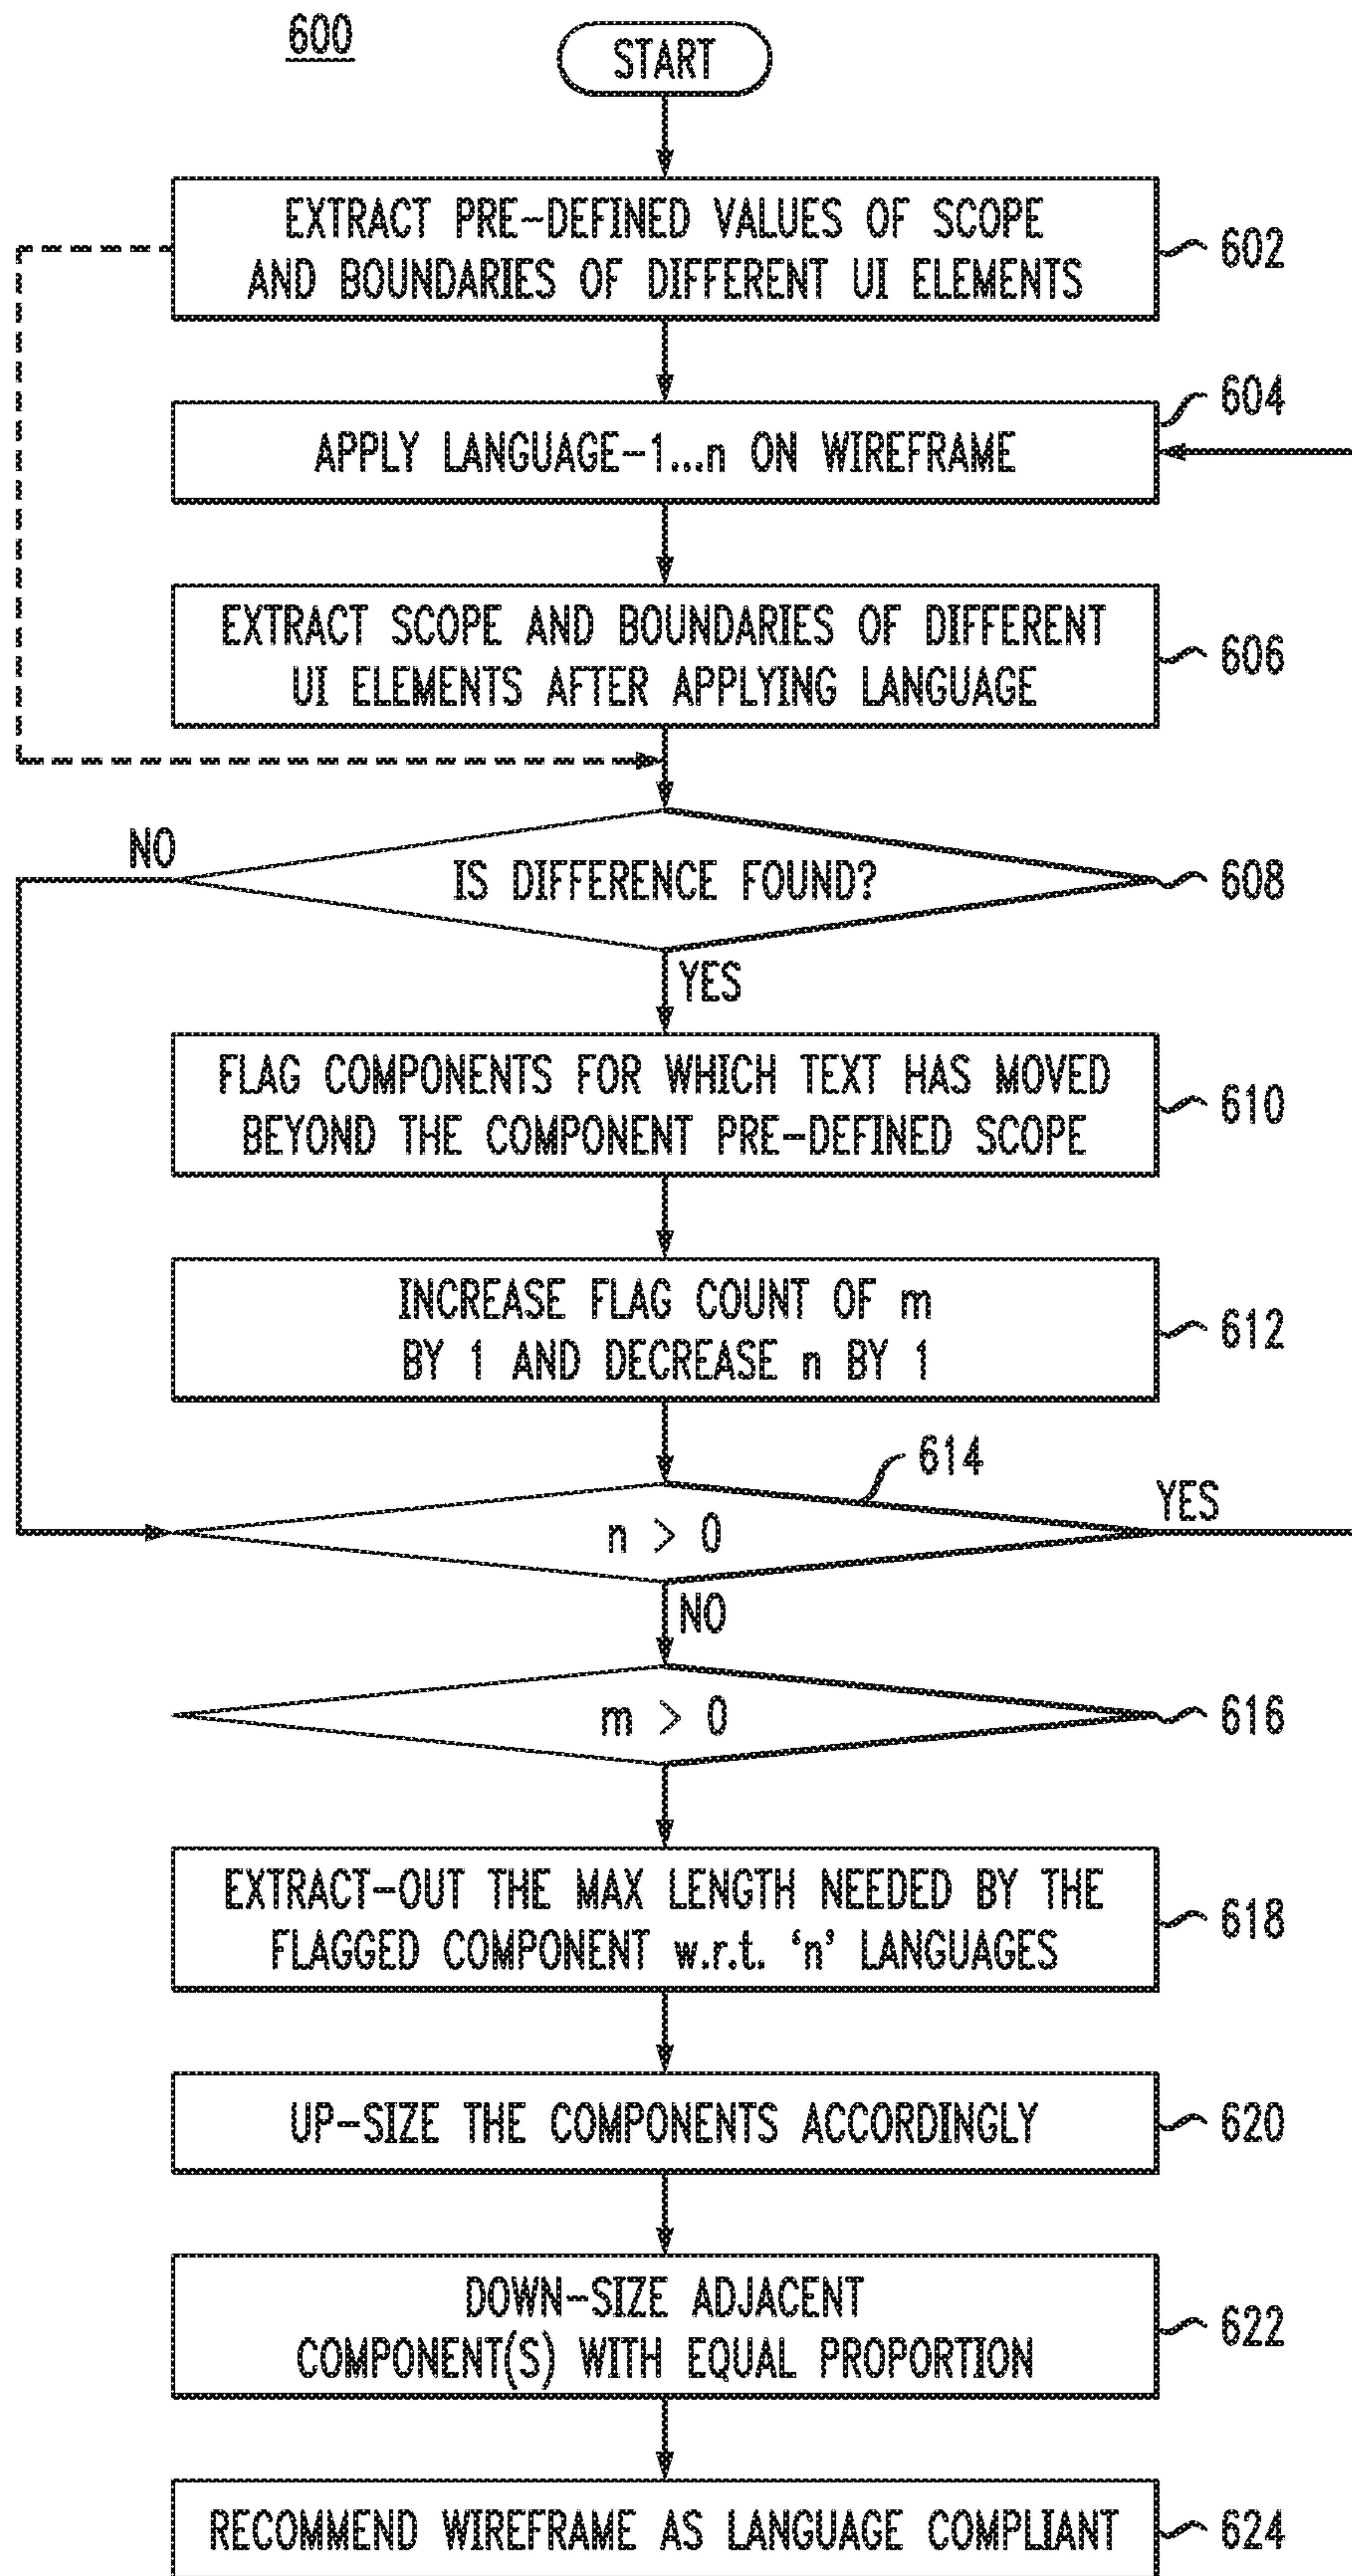 600
START
EXTRACT PRE-DEFINED VALUES OF SCOPE
AND BOUNDARIES OF DIFFERENT UI ELEMENTS
602
604
APPLY LANGUAGE-1...n ON WIREFRAME
EXTRACT SCOPE AND BOUNDARIES OF DIFFERENT
UI ELEMENTS AFTER APPLYING LANGUAGE
606
NO
IS DIFFERENCE FOUND?
608
YES
FLAG COMPONENTS FOR WHICH TEXT HAS MOVED
BEYOND THE COMPONENT PRE-DEFINED SCOPE
610
INCREASE FLAG COUNT OF m
BY 1 AND DECREASE n BY 1
612
614
YES
n > 0
NO
m > 0
616
EXTRACT-OUT THE MAX LENGTH NEEDED BY THE
FLAGGED COMPONENT w.r.t. ‘n’ LANGUAGES
618
UP-SIZE THE COMPONENTS ACCORDINGLY
620
DOWN-SIZE ADJACENT
COMPONENT(S) WITH EQUAL PROPORTION
622
RECOMMEND WIREFRAME AS LANGUAGE COMPLIANT
624